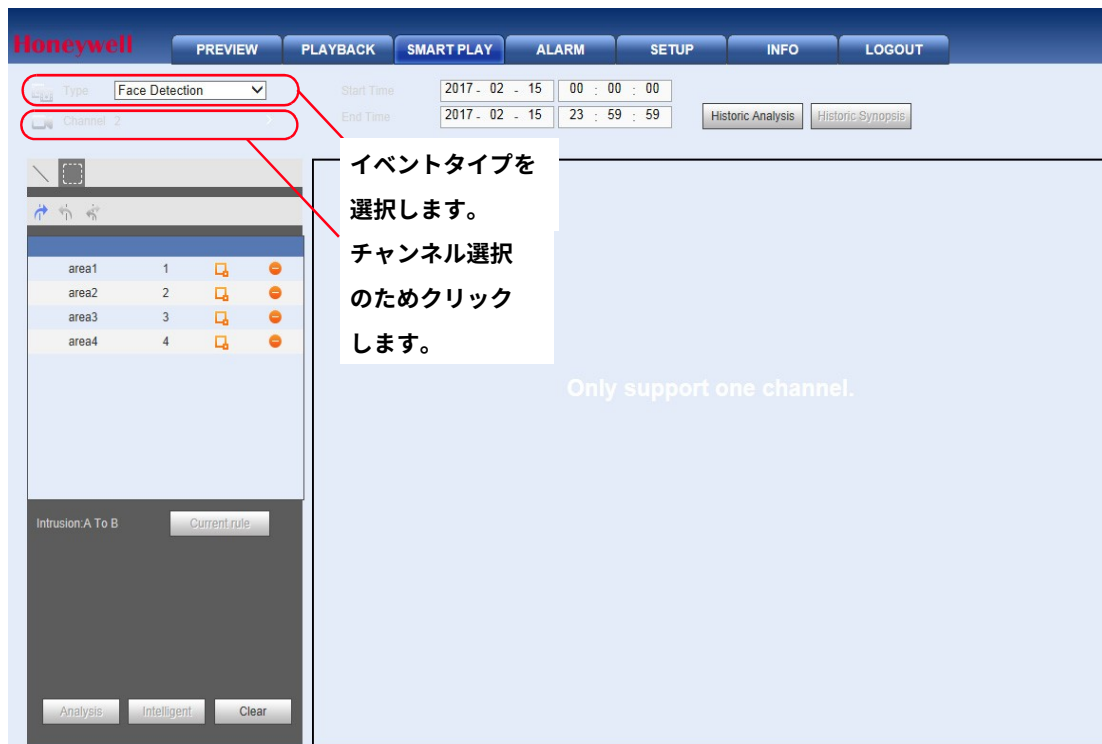 Honeywell
PREVIEW
PLAYBACK
SMART PLAY
ALARM
SETUP
INFO
LOGOUT
Type Face Detection
Start Time 2017 - 02 - 15 00 : 00 : 00
Channel 2
End Time 2017 - 02 - 15 23 : 59 : 59
Historic Analysis
Historic Synopsis
イベントタイプを
選択します。
チャンネル選択
のためクリック
します。
area1 1
area2 2
area3 3
area4 4
Only support one channel.
Intrusion:A To B
Current rule
Analysis
Intelligent
Clear